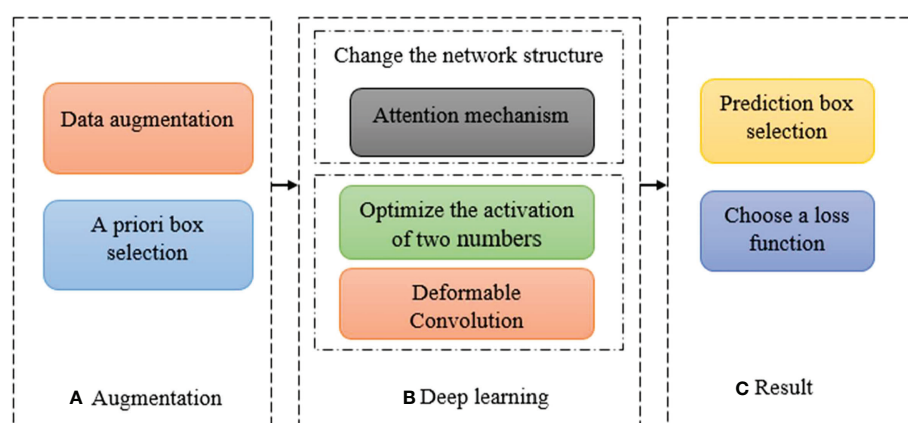 Data augmentation
A priori box
selection
A Augmentation
Change the network structure
Attention mechanism
Optimize the activation
of two numbers
Deformable
Convolution
B Deep learning
Prediction box
selection
Choose a loss
function
C Result